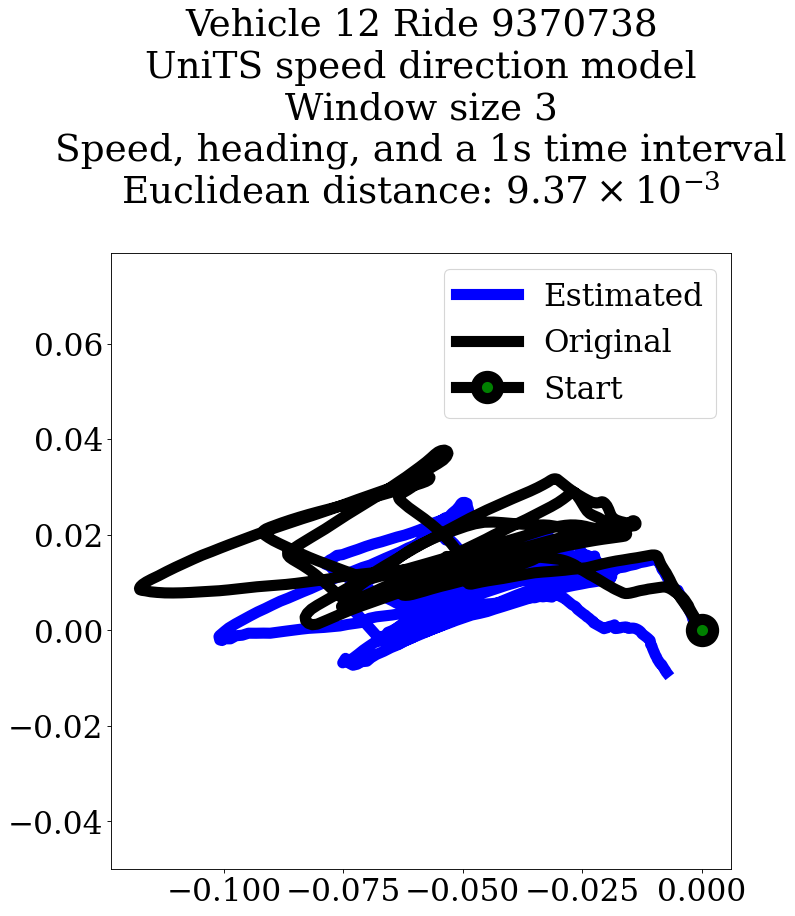 Vehicle 12 Ride 9370738
UniTS speed direction model
Window size 3
Speed, heading, and a 1s time interval
Euclidean distance: 9.37 × 10⁻³
Estimated
Original
Start
0.06
0.04
0.02
0.00
−0.02
−0.04
−0.100 −0.075 −0.050 −0.025 0.000